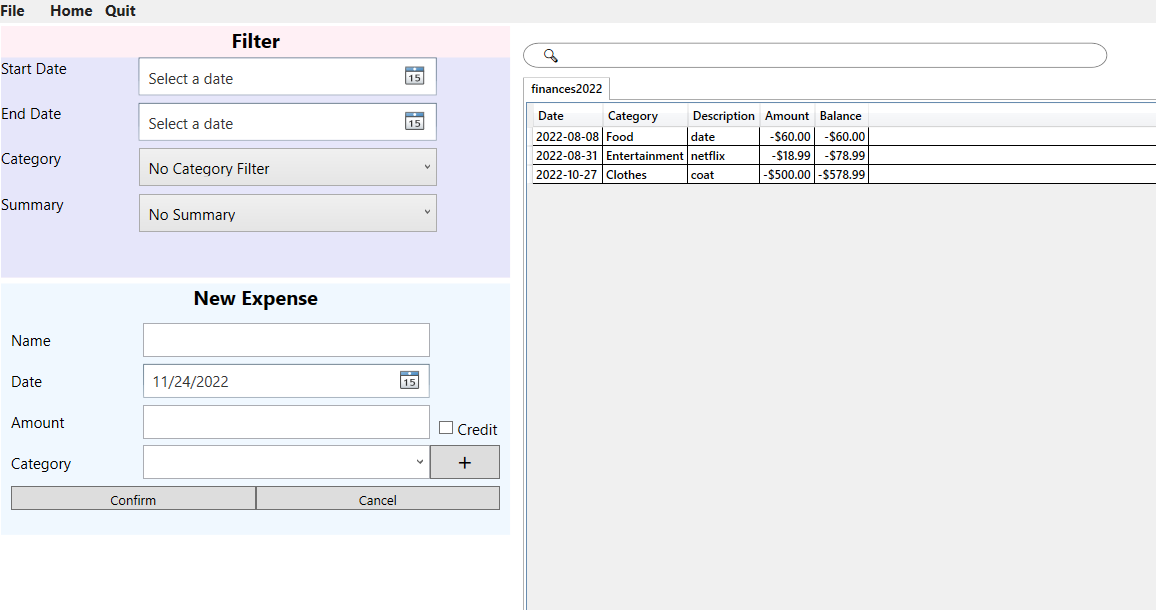 File Home Quit
Filter
Start Date Select a date 15
End Date Select a date 15
Category No Category Filter
Summary No Summary
New Expense
Name
Date 11/24/2022 15
Amount
Credit
Category +
Confirm Cancel
finances2022
Date Category Description Amount Balance
2022-08-08 Food date -$60.00 -$60.00
2022-08-31 Entertainment netflix -$18.99 -$78.99
2022-10-27 Clothes coat -$500.00 -$578.99